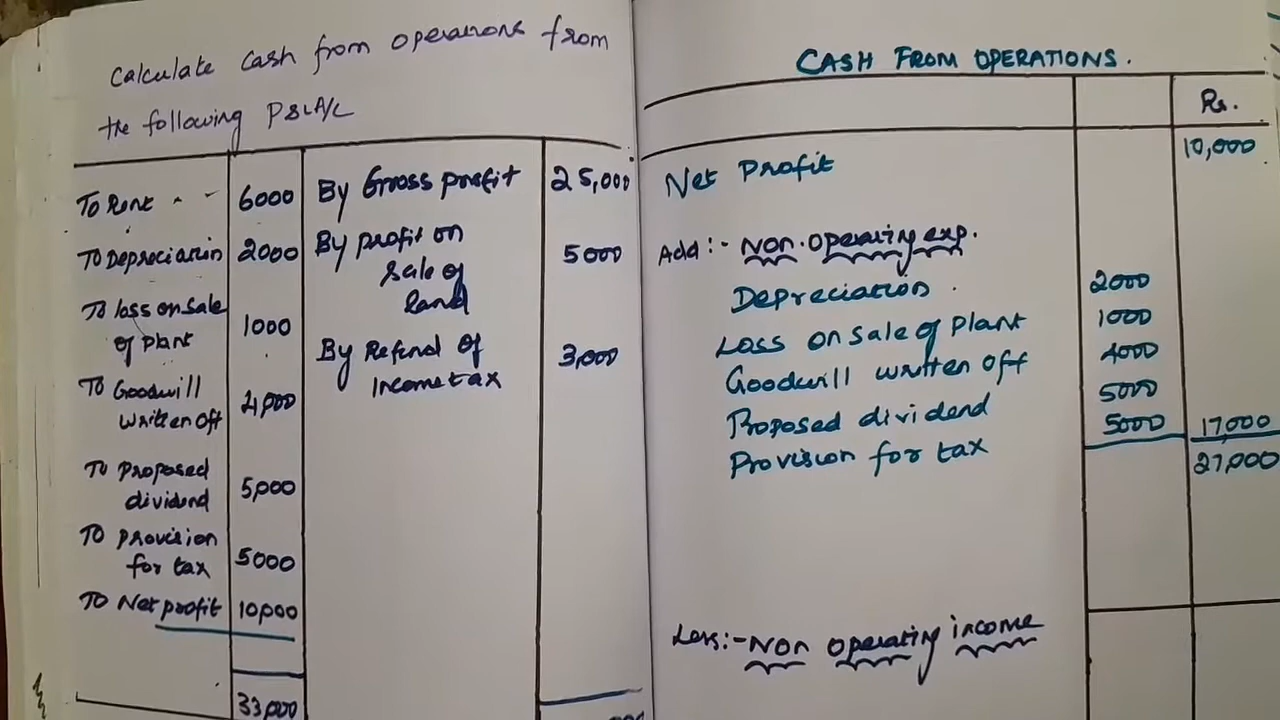 Calculate Cash from Operations from
the following P&L A/C
To Rent 6000 By Gross profit 25,000
To Depreciation 2000 By profit on
sale of
land 5000
To loss on sale
of plant 1000
By Refund of
Income tax 3,000
To Goodwill
written off 4,000
To proposed
dividend 5,000
To provision
for tax 5000
To Net profit 10,000
33,000
CASH FROM OPERATIONS.
Rs.
Net Profit 10,000
Add:- Non-Operating exp.
Depreciation 2000
Loss on sale of plant 1000
Goodwill written off 4000
Proposed dividend 5000
Provision for tax 5000 17,000
27,000
Less:- Non Operating income